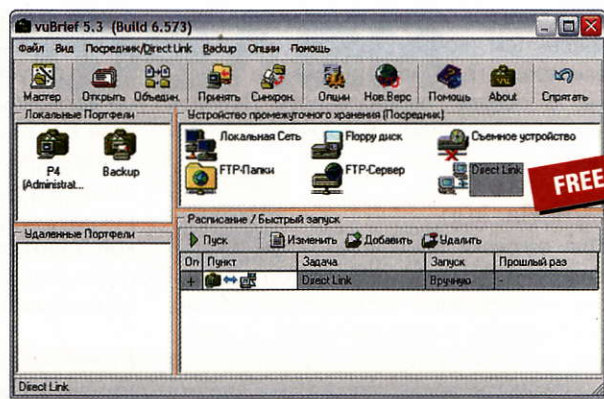 vuBrief 5.3 (Build 6.573)
Файл Вид Посредник/Direct Link Backup Опции Помощь
Мастер Открыть Объедин. Принять Синхрон. Опции Нов.Верс Помощь About Спрятать
Локальные Портфели
P4 (Administrat...
Backup
Удаленные Портфели
Устройство промежуточного хранения (Посредник)
Локальная Сеть Floppy диск Съемное устройство
FTP-Папки FTP-Сервер Direct Link
FREE
Расписание / Быстрый запуск
Пуск Изменить Добавить Удалить
On Пункт Задача Запуск Прошлый раз
+ Direct Link Вручную -
Direct Link